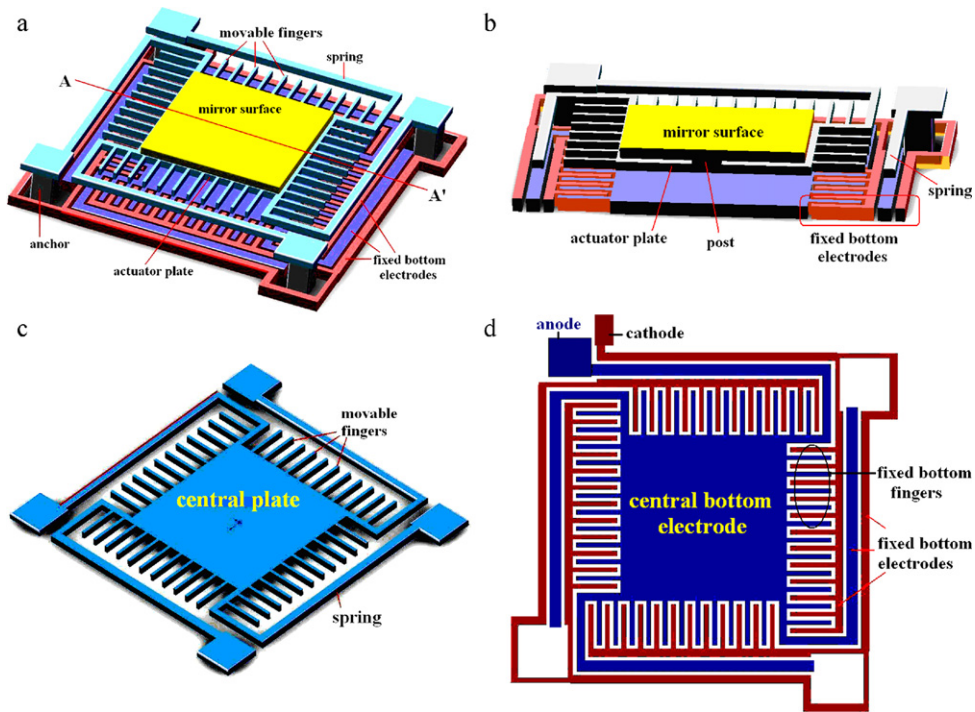 a
movable fingers
spring
A
mirror surface
A'
anchor
actuator plate
fixed bottom
electrodes
b
mirror surface
spring
actuator plate
post
fixed bottom
electrodes
c
movable
fingers
central plate
spring
d
anode
cathode
fixed bottom
fingers
central bottom
electrode
fixed bottom
electrodes